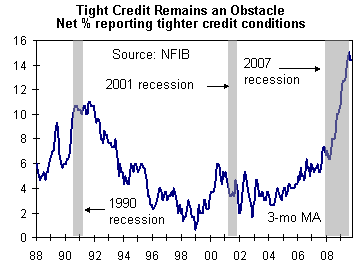 Tight Credit Remains an Obstacle
Net % reporting tighter credit conditions
16
14
12
10
8
6
4
2
0
Source: NFIB
2001 recession
2007
recession
1990
recession
3-mo MA
88 90 92 94 96 98 00 02 04 06 08